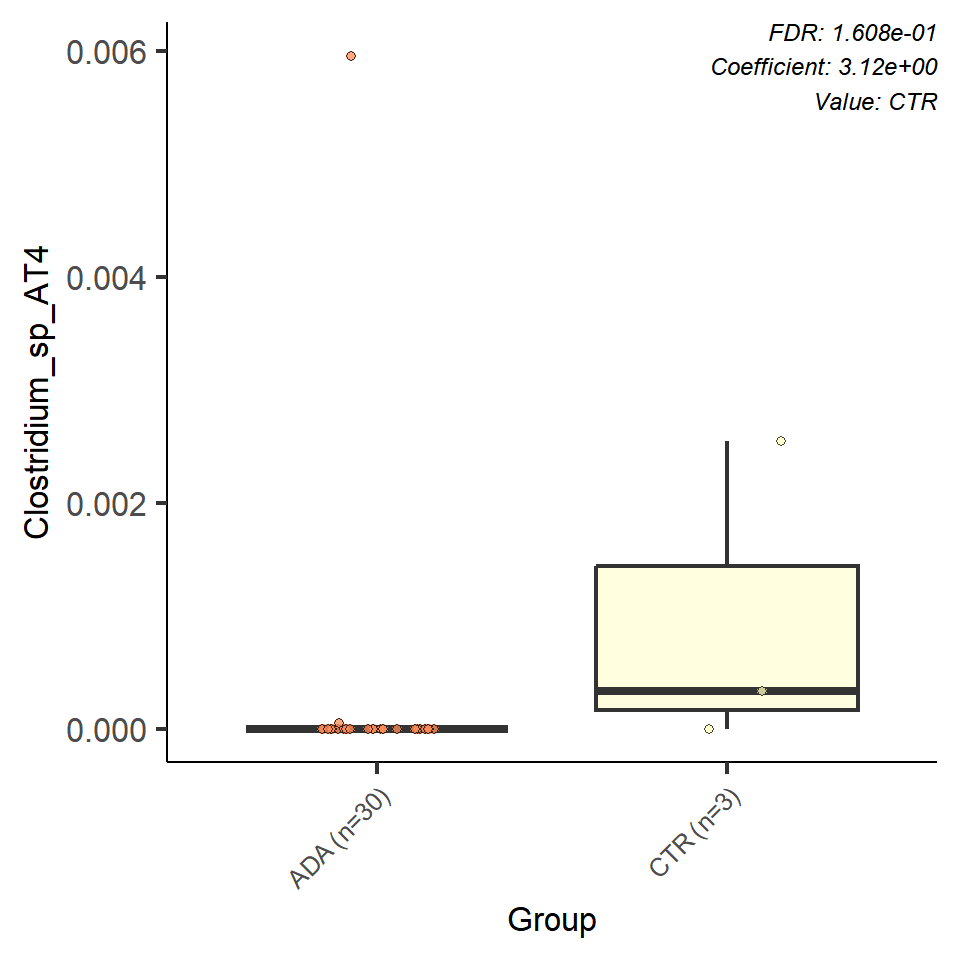 FDR: 1.608e-01
Coefficient: 3.12e+00
Value: CTR
0.006
0.004
0.002
0.000
Clostridium_sp_AT4
ADA (n=30)
CTR (n=3)
Group